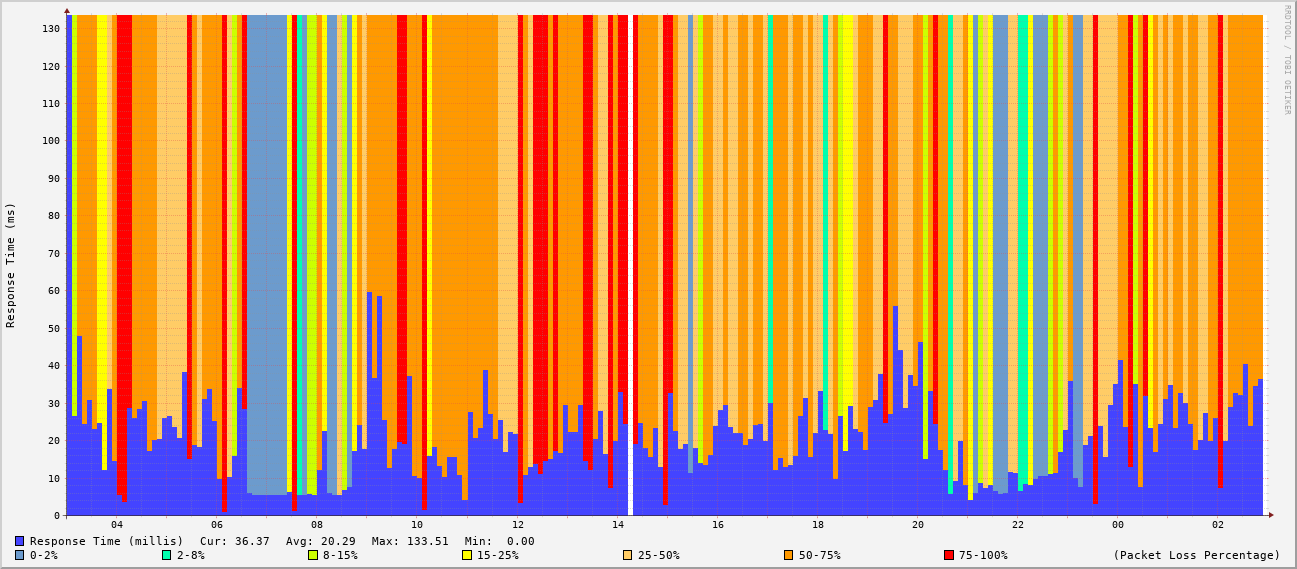 RRDTOOL / TOBI OETIKER
Response Time (ms)
130
120
110
100
90
80
70
60
50
40
30
20
10
0
04 06 08 10 12 14 16 18 20 22 00 02
Response Time (millis) Cur: 36.37 Avg: 20.29 Max: 133.51 Min: 0.00
0-2% 2-8% 8-15% 15-25% 25-50% 50-75% 75-100% (Packet Loss Percentage)